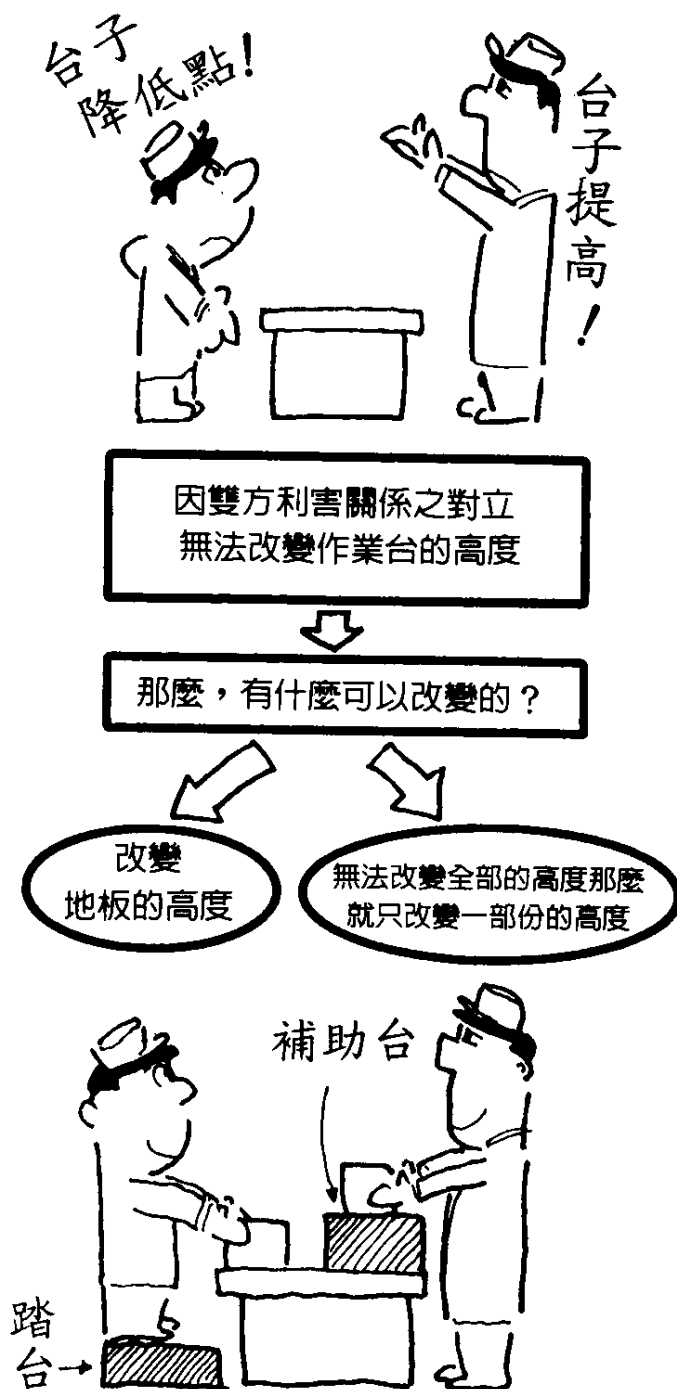 台子
降低點！
台子提高！
因雙方利害關係之對立
無法改變作業台的高度
那麼，有什麼可以改變的？
改變
地板的高度
無法改變全部的高度那麼
就只改變一部份的高度
補助台
踏台